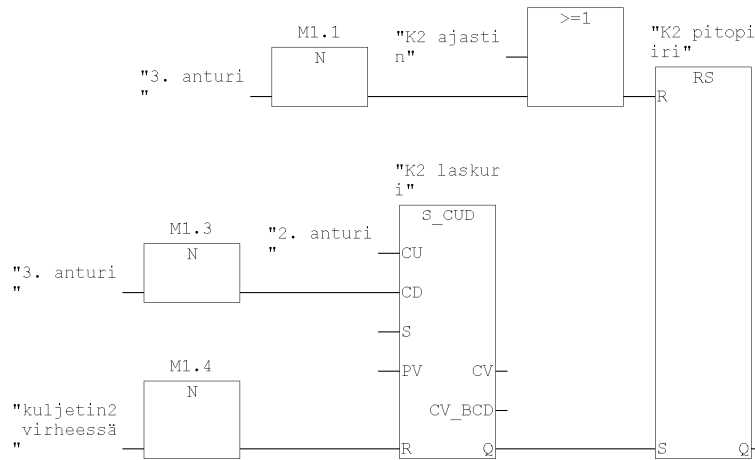 >=1
M1.1
"K2 ajasti
n"
"K2 pitopi
iri"
N
RS
"3. anturi
"
R
"K2 laskur
i"
S_CUD
M1.3
"2. anturi
"
N
CU
"3. anturi
"
CD
S
M1.4
PV
CV
N
"kuljetin2
virheessä
"
CV_BCD
R
Q
S
Q